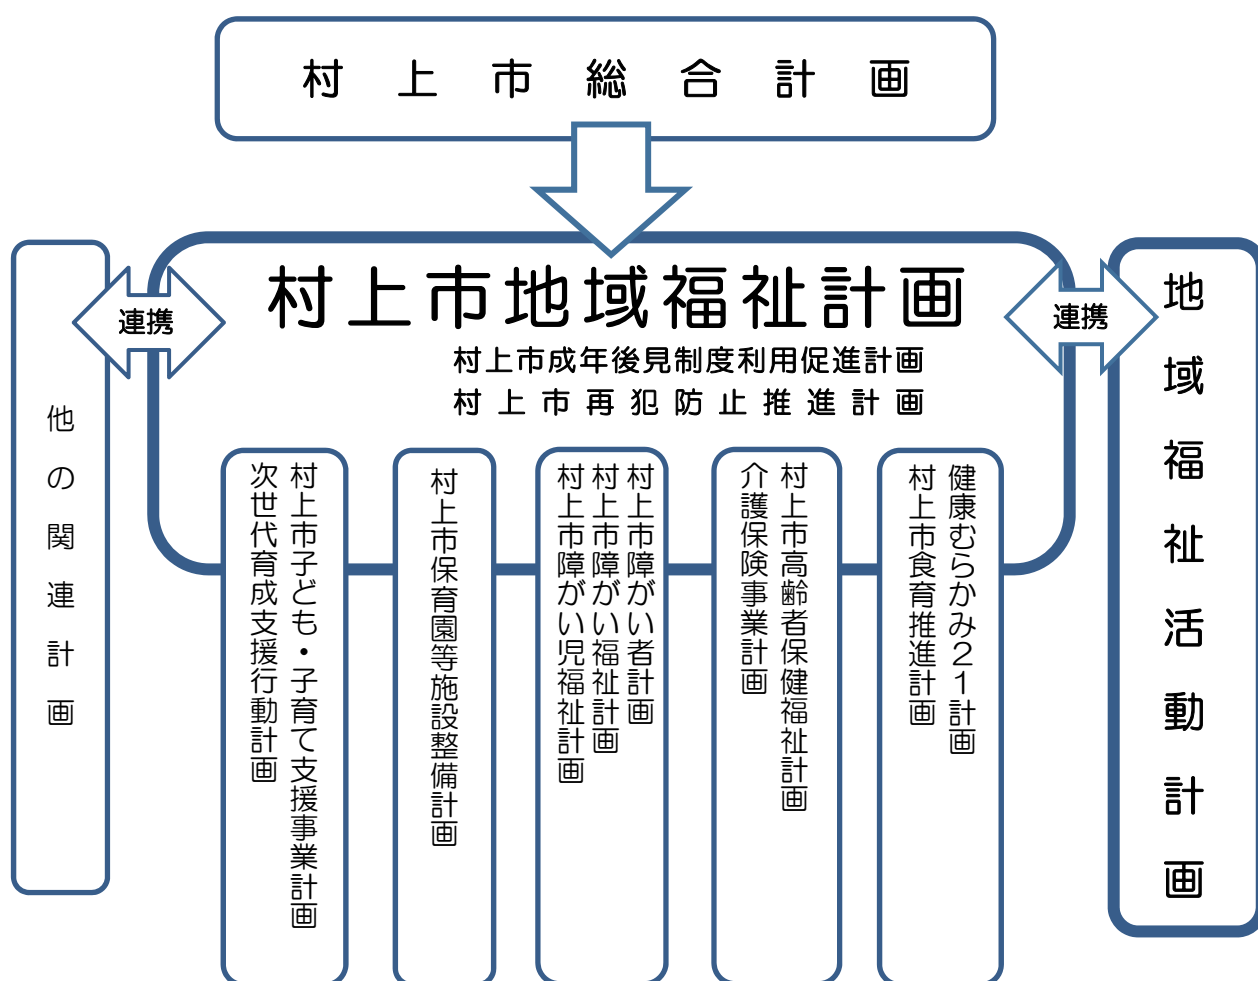 村上市総合計画
村上市地域福祉計画
連携
連携
村上市成年後見制度利用促進計画
村上市再犯防止推進計画
他の関連計画
地域福祉活動計画
村上市子ども・子育て支援事業計画
次世代育成支援行動計画
村上市保育園等施設整備計画
村上市障がい者計画
村上市障がい福祉計画
村上市障がい児福祉計画
村上市高齢者保健福祉計画
介護保険事業計画
健康むらかみ２１計画
村上市食育推進計画